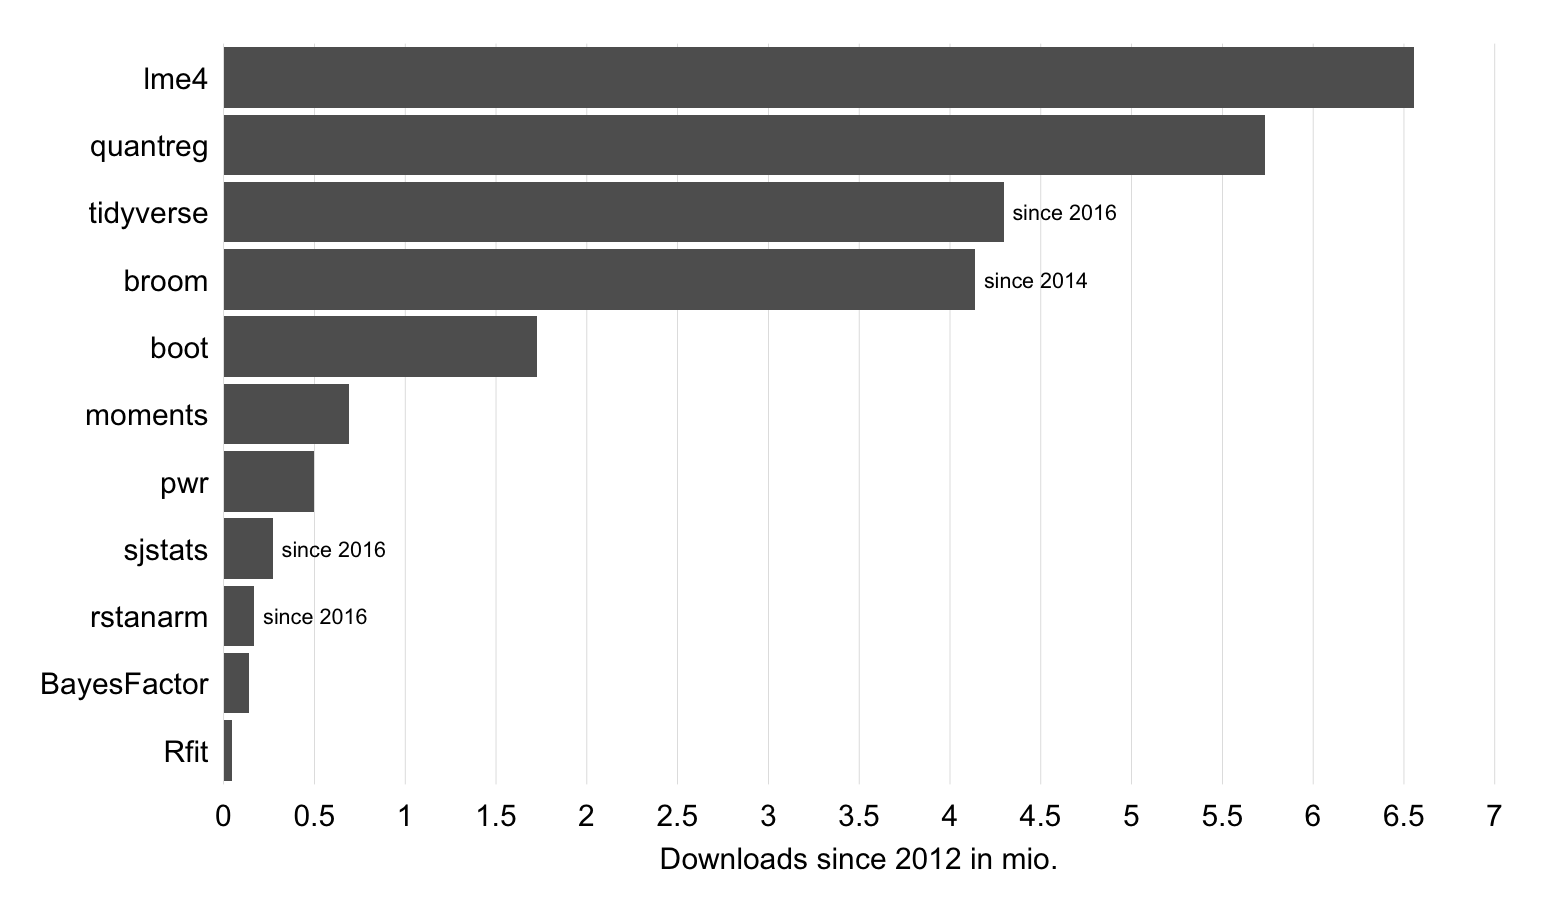 lme4
quantreg
tidyverse
since 2016
broom
since 2014
boot
moments
pwr
sjstats
since 2016
rstanarm
since 2016
BayesFactor
Rfit
0 0.5 1 1.5 2 2.5 3 3.5 4 4.5 5 5.5 6 6.5 7
Downloads since 2012 in mio.